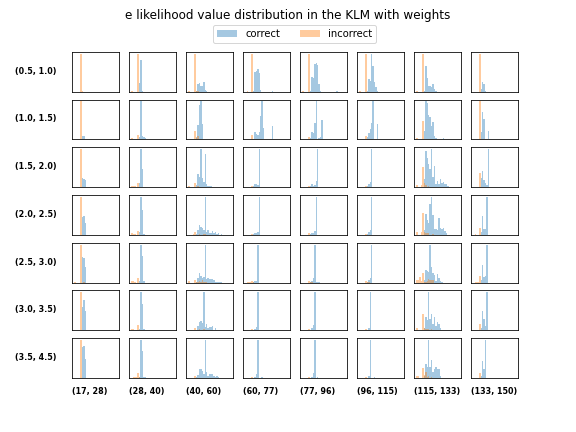 e likelihood value distribution in the KLM with weights
correct incorrect
(0.5, 1.0)
(1.0, 1.5)
(1.5, 2.0)
(2.0, 2.5)
(2.5, 3.0)
(3.0, 3.5)
(3.5, 4.5)
(17, 28) (28, 40) (40, 60) (60, 77) (77, 96) (96, 115) (115, 133) (133, 150)